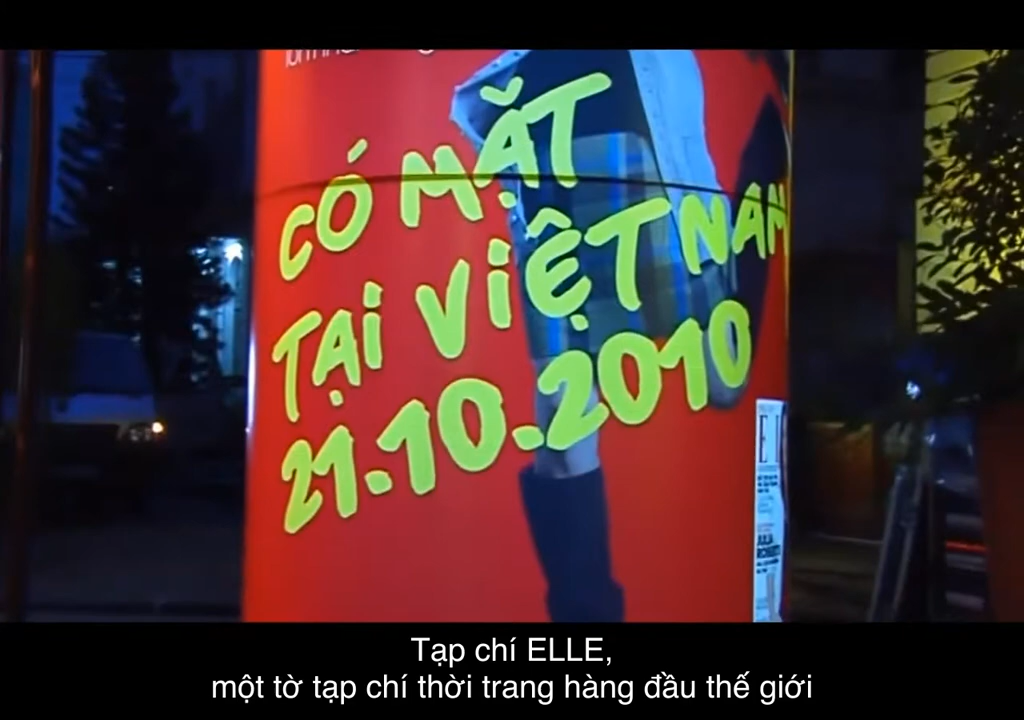 CÓ MẶT
TẠI VIỆT NAM
21.10.2010
JULIA
Tạp chí ELLE,
một tờ tạp chí thời trang hàng đầu thế giới